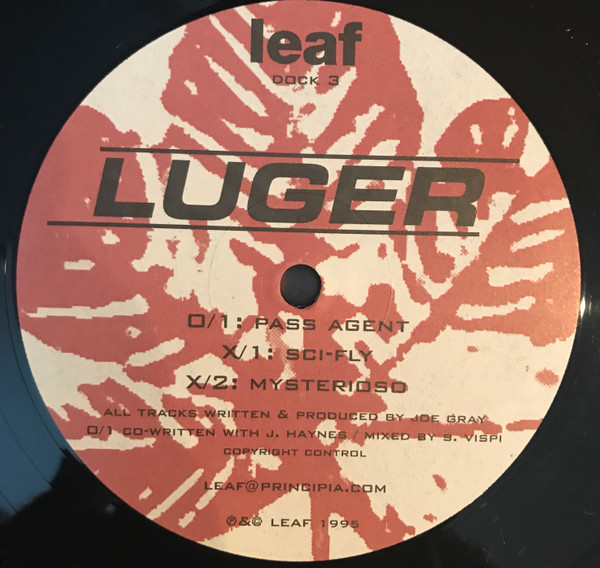 leaf
DOCK 3
LUGER
O/1: PASS AGENT
X/1: SCI-FLY
X/2: MYSTERIOSO
ALL TRACKS WRITTEN & PRODUCED BY JOE GRAY
O/1 CO-WRITTEN WITH J. HAYNES / MIXED BY S. VISPI
COPYRIGHT CONTROL
LEAF@PRINCIPIA.COM
℗&© LEAF 1995